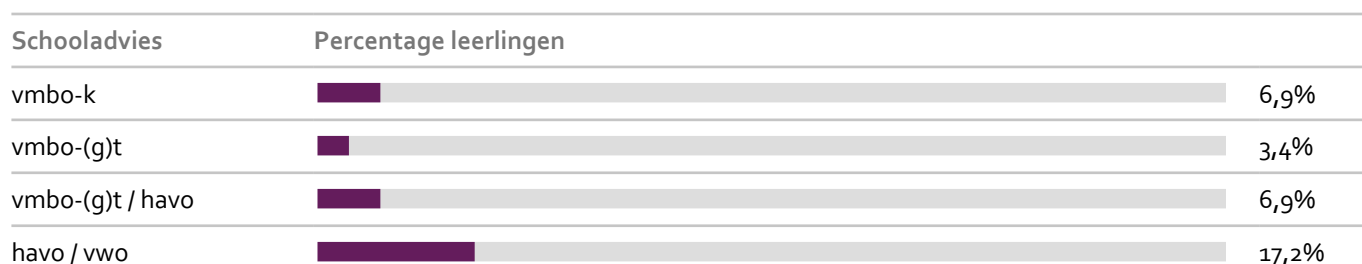 Schooladvies Percentage leerlingen
vmbo-k 6,9%
vmbo-(g)t 3,4%
vmbo-(g)t / havo 6,9%
havo / vwo 17,2%